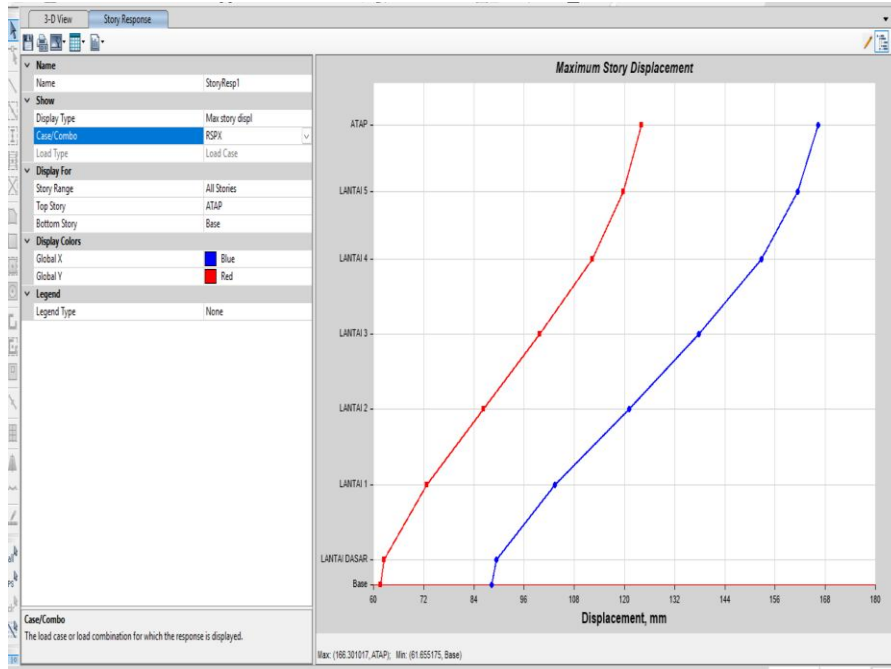 3-D View Story Response
Name
Name StoryResp1
Show
Display Type Max story displ
Case/Combo RSPX
Load Type Load Case
Display For
Story Range All Stories
Top Story ATAP
Bottom Story Base
Display Colors
Global X Blue
Global Y Red
Legend
Legend Type None
Case/Combo
The load case or load combination for which the response is displayed.
Maximum Story Displacement
ATAP
LANTAI 5
LANTAI 4
LANTAI 3
LANTAI 2
LANTAI 1
LANTAI DASAR
Base
60 72 84 96 108 120 132 144 156 168 180
Displacement, mm
Max: (166.301017, ATAP); Min: (61.655175, Base)